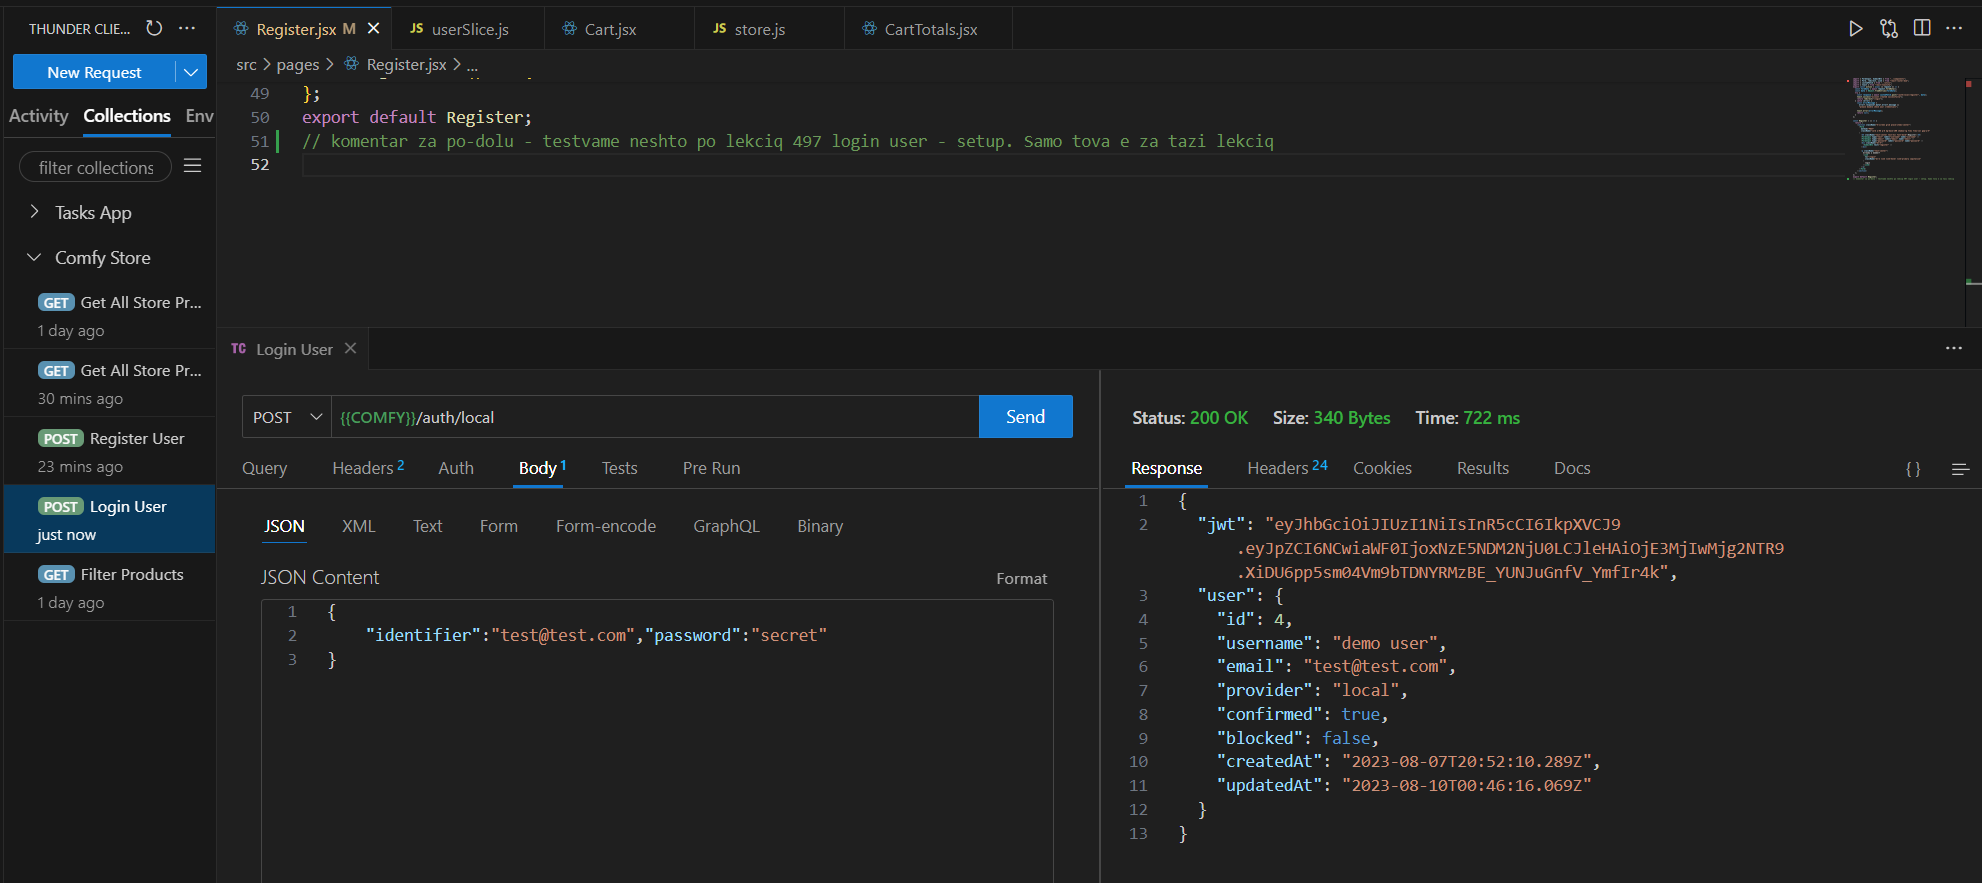 THUNDER CLIE...
New Request
Activity Collections Env
filter collections
Tasks App
Comfy Store
GET Get All Store Pr...
1 day ago
GET Get All Store Pr...
30 mins ago
POST Register User
23 mins ago
POST Login User
just now
GET Filter Products
1 day ago
Register.jsx M
JS userSlice.js
Cart.jsx
JS store.js
CartTotals.jsx
src > pages > Register.jsx > ...
49 };
50 export default Register;
51 // komentar za po-dolu - testvame neshto po lekciq 497 login user - setup. Samo tova e za tazi lekciq
52
TC Login User
POST {{COMFY}}/auth/local Send
Query Headers 2 Auth Body 1 Tests Pre Run
JSON XML Text Form Form-encode GraphQL Binary
JSON Content Format
1 {
2 "identifier":"test@test.com","password":"secret"
3 }
Status: 200 OK Size: 340 Bytes Time: 722 ms
Response Headers 24 Cookies Results Docs { }
1 {
2 "jwt": "eyJhbGciOiJIUzI1NiIsInR5cCI6IkpXVCJ9
.eyJpZCI6NCwiaWF0IjoxNzE5NDM2NjU0LCJleHAiOjE3MjIwMjg2NTR9
.XiDU6pp5sm04Vm9bTDNYRMzBE_YUNJuGnfV_YmfIr4k",
3 "user": {
4 "id": 4,
5 "username": "demo user",
6 "email": "test@test.com",
7 "provider": "local",
8 "confirmed": true,
9 "blocked": false,
10 "createdAt": "2023-08-07T20:52:10.289Z",
11 "updatedAt": "2023-08-10T00:46:16.069Z"
12 }
13 }